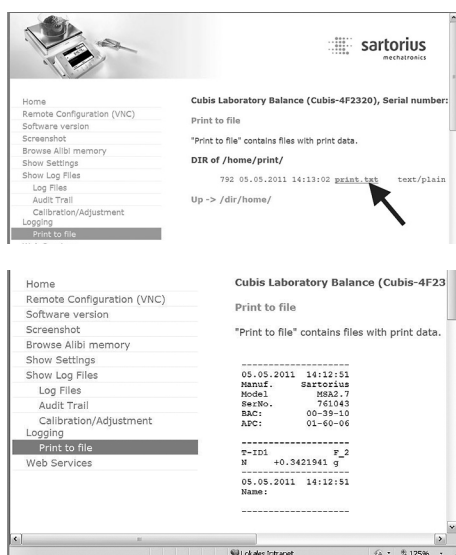 sartorius
mechatronics
Home
Remote Configuration (VNC)
Software version
Screenshot
Browse Alibi memory
Show Settings
Show Log Files
Log Files
Audit Trail
Calibration/Adjustment
Logging
Print to file
Cubis Laboratory Balance (Cubis-4F2320), Serial number:
Print to file
"Print to file" contains files with print data.
DIR of /home/print/
792 05.05.2011 14:13:02 print.txt text/plain
Up -> /dir/home/
Home
Remote Configuration (VNC)
Software version
Screenshot
Browse Alibi memory
Show Settings
Show Log Files
Log Files
Audit Trail
Calibration/Adjustment
Logging
Print to file
Web Services
Cubis Laboratory Balance (Cubis-4F23
Print to file
"Print to file" contains files with print data.
--------------------
05.05.2011 14:12:51
Manuf. Sartorius
Model MSA2.7
SerNo. 761043
BAC: 00-39-10
APC: 01-60-06
--------------------
T-ID1 F_2
N +0.3421941 g
--------------------
05.05.2011 14:12:51
Name:
--------------------
Lokales Intranet 125%